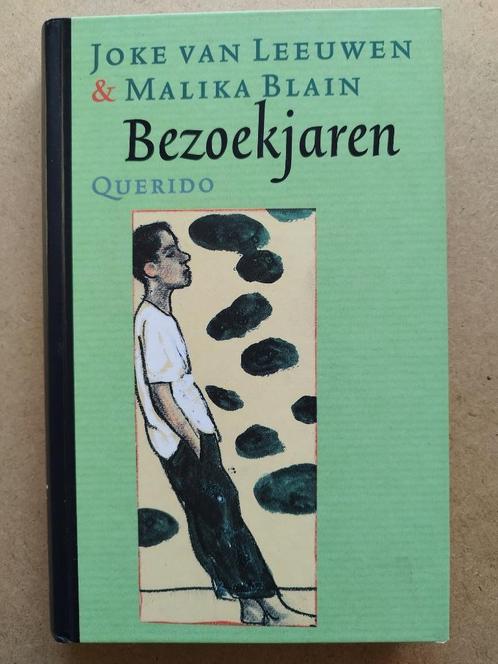 JOKE VAN LEEUWEN
& MALIKA BLAIN
Bezoekjaren
QUERIDO